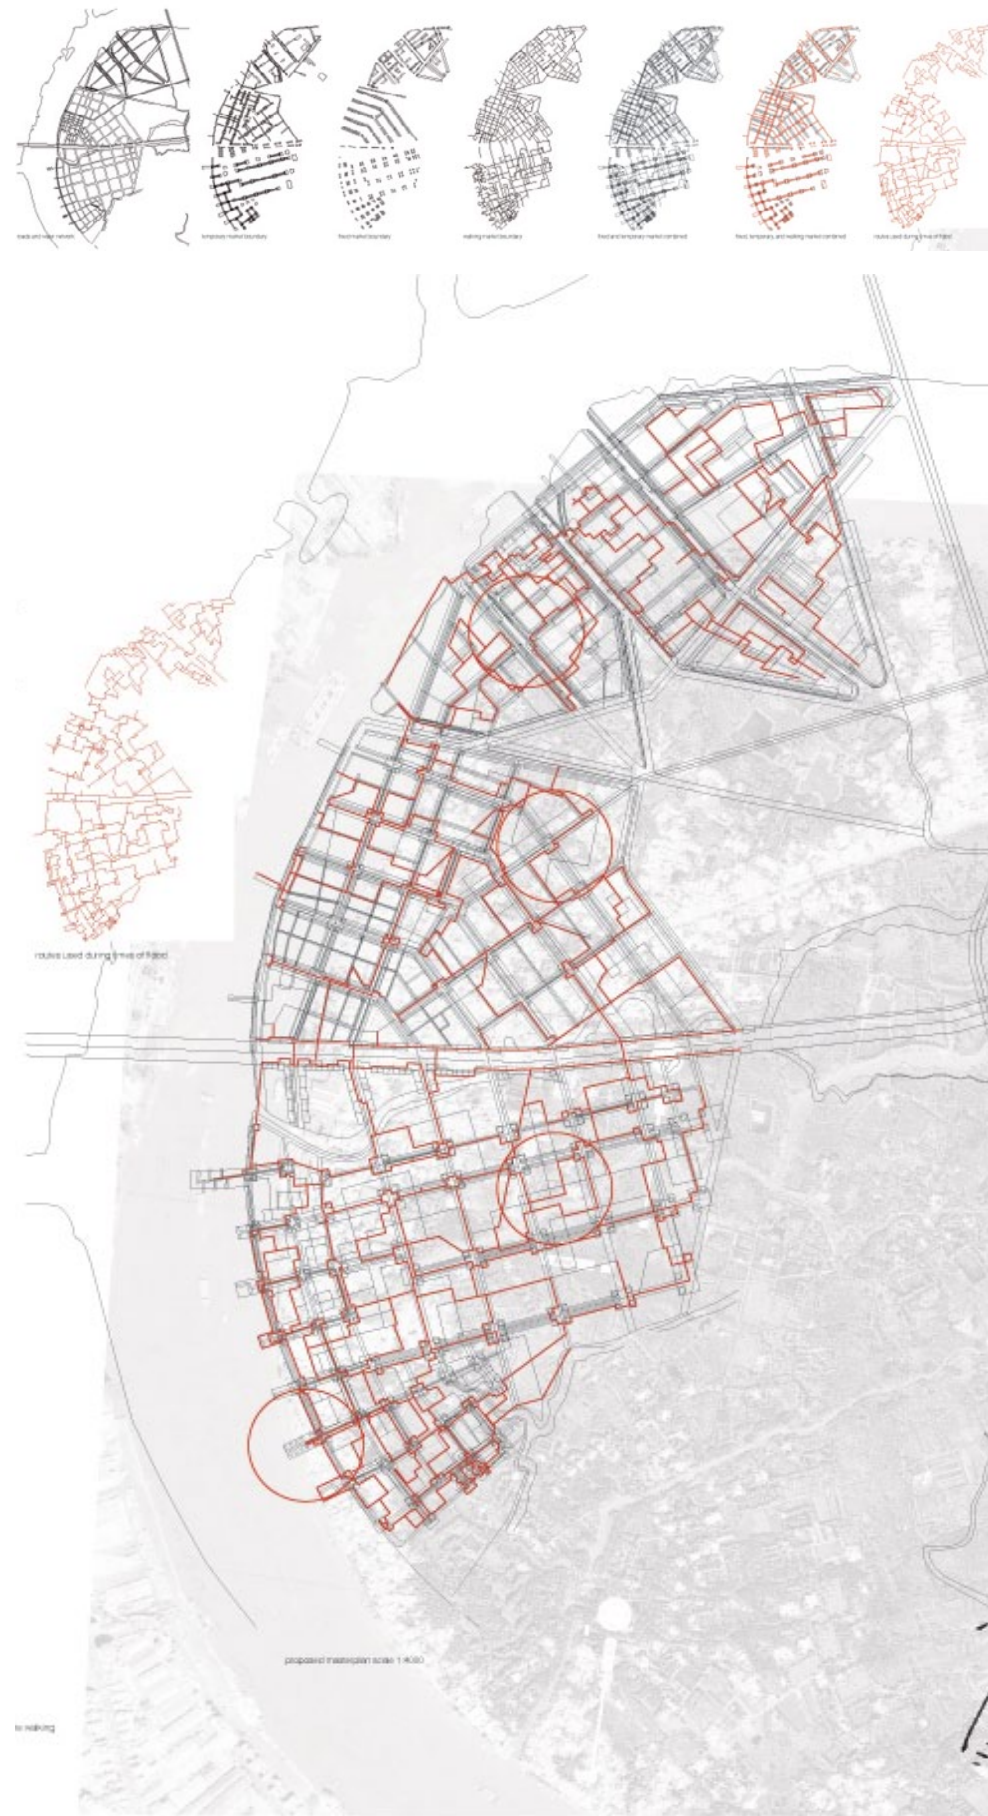 roads and water network
temporary market boundary
fixed market boundary
walking market boundary
fixed and temporary market combined
fixed, temporary and walking market combined
routes used during times of flood
routes used during times of flood
proposed masterplan scale 1:4000
walking